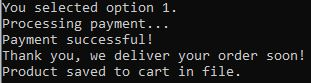 You selected option 1.
Processing payment...
Payment successful!
Thank you, we deliver your order soon!
Product saved to cart in file.